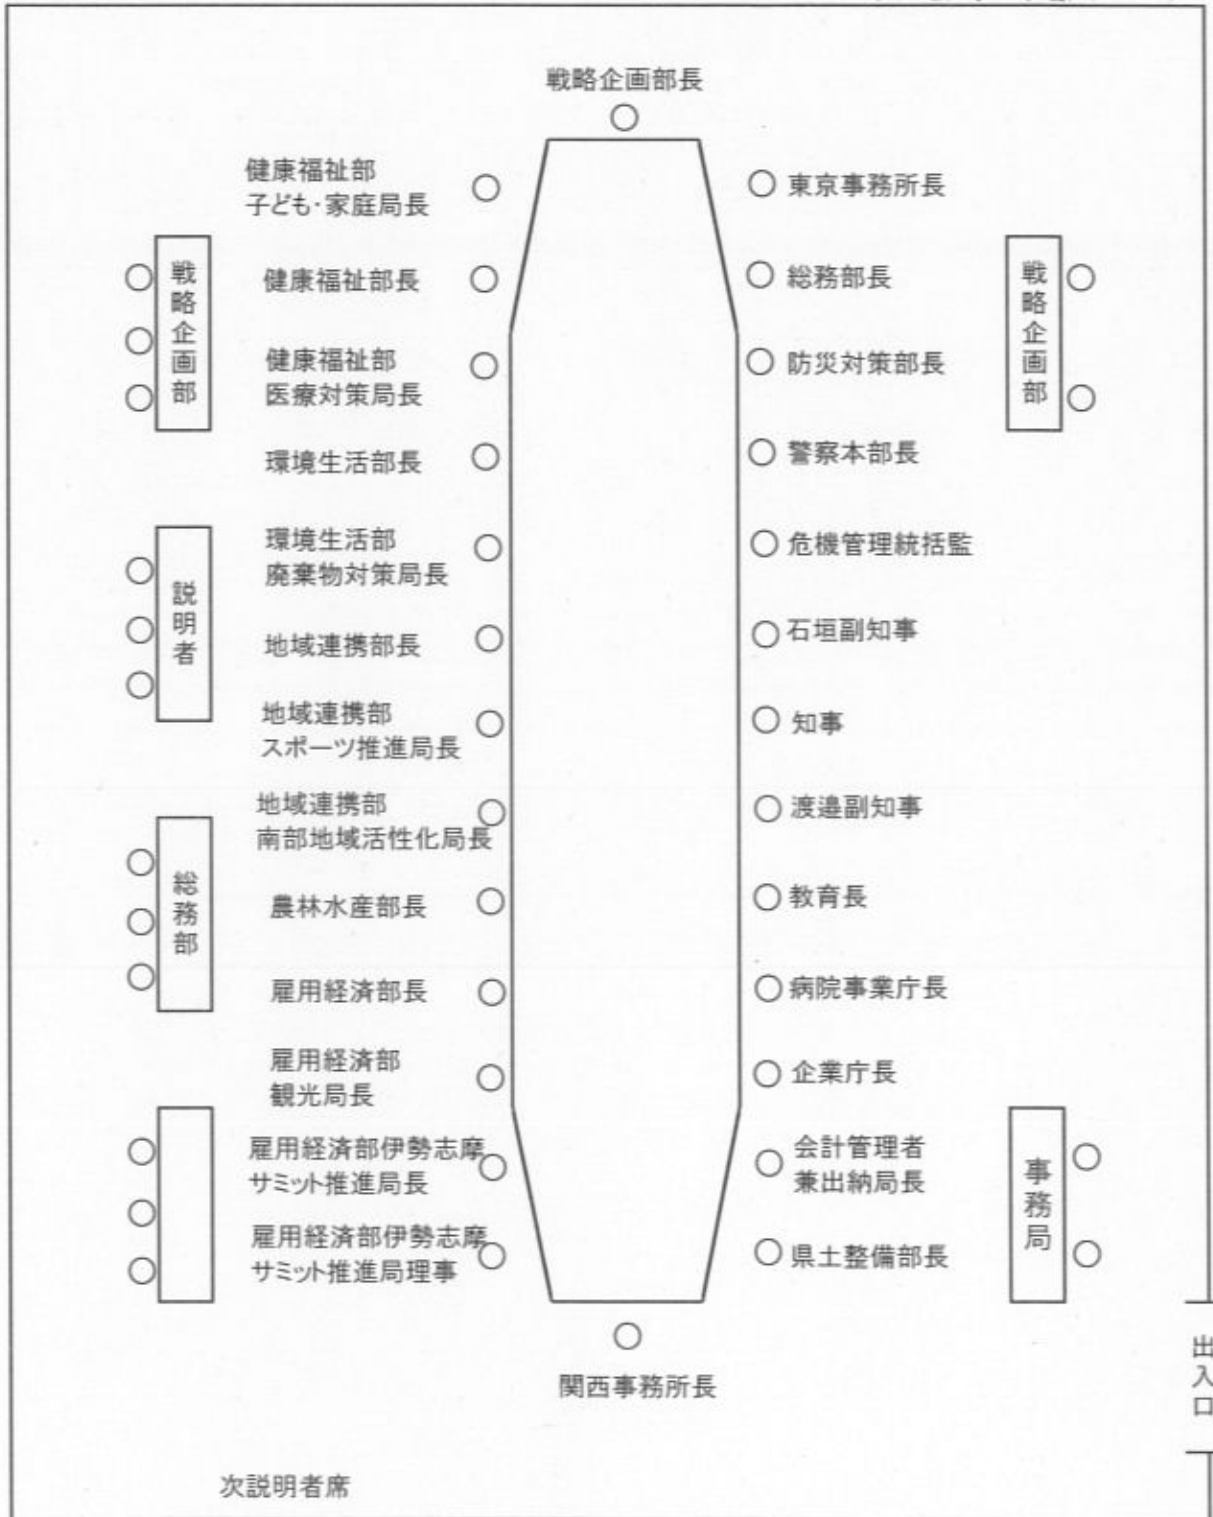 戦略企画部長
健康福祉部
子ども・家庭局長
健康福祉部長
健康福祉部
医療対策局長
環境生活部長
環境生活部
廃棄物対策局長
地域連携部長
地域連携部
スポーツ推進局長
地域連携部
南部地域活性化局長
農林水産部長
雇用経済部長
雇用経済部
観光局長
雇用経済部伊勢志摩
サミット推進局長
雇用経済部伊勢志摩
サミット推進局理事
東京事務所長
総務部長
防災対策部長
警察本部長
危機管理統括監
石垣副知事
知事
渡邉副知事
教育長
病院事業庁長
企業庁長
会計管理者
兼出納局長
県土整備部長
関西事務所長
戦略企画部
説明者
総務部
戦略企画部
事務局
出入口
次説明者席